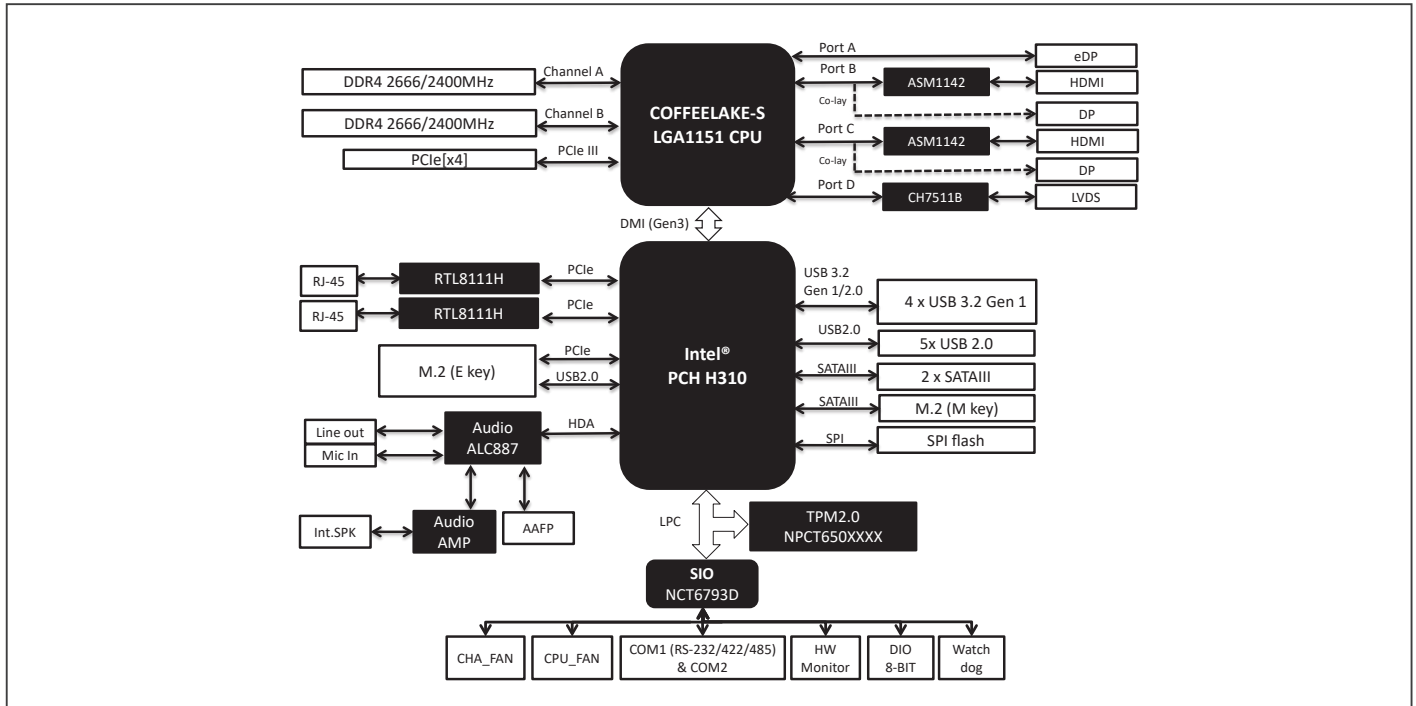 Port A
eDP
Channel A
DDR4 2666/2400MHz
Port B
ASM1142
HDMI
Co-lay
DP
COFFEELAKE-S
LGA1151 CPU
Channel B
DDR4 2666/2400MHz
Port C
ASM1142
HDMI
PCIe III
PCIe[x4]
Co-lay
DP
Port D
CH7511B
LVDS
DMI (Gen3)
RJ-45
RTL8111H
PCIe
RJ-45
RTL8111H
PCIe
USB 3.2
Gen 1/2.0
4 x USB 3.2 Gen 1
USB2.0
5x USB 2.0
M.2 (E key)
PCIe
USB2.0
Intel®
PCH H310
SATAIII
2 x SATAIII
SATAIII
M.2 (M key)
SPI
SPI flash
Line out
Mic In
Audio
ALC887
HDA
Int.SPK
Audio
AMP
AAFP
LPC
TPM2.0
NPCT650XXXX
SIO
NCT6793D
CHA_FAN
CPU_FAN
COM1 (RS-232/422/485)
& COM2
HW
Monitor
DIO
8-BIT
Watch
dog